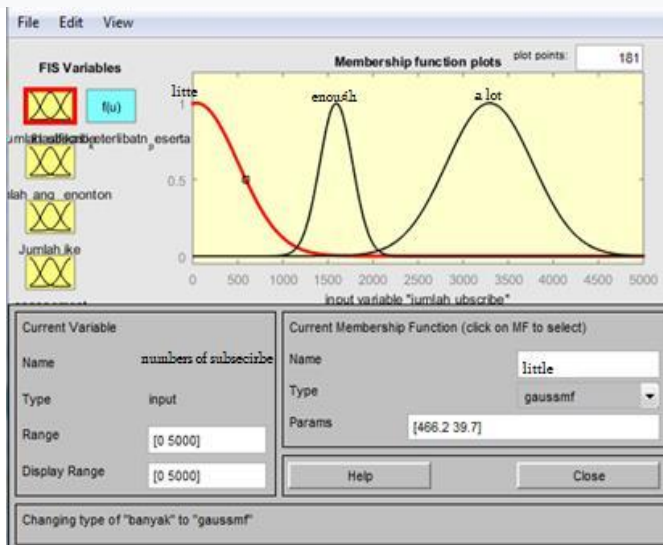 File Edit View
FIS Variables
f(u)
Membership function plots
plot points: 181
litte
enough
a lot
1
0.5
0
0 500 1000 1500 2000 2500 3000 3500 4000 4500 5000
input variable "jumlah ubscribe"
Jumlah ike
Current Variable
Name numbers of subsecirbe
Type input
Range [0 5000]
Display Range [0 5000]
Current Membership Function (click on MF to select)
Name little
Type gaussmf
Params [466.2 39.7]
Help Close
Changing type of "banyak" to "gaussmf"